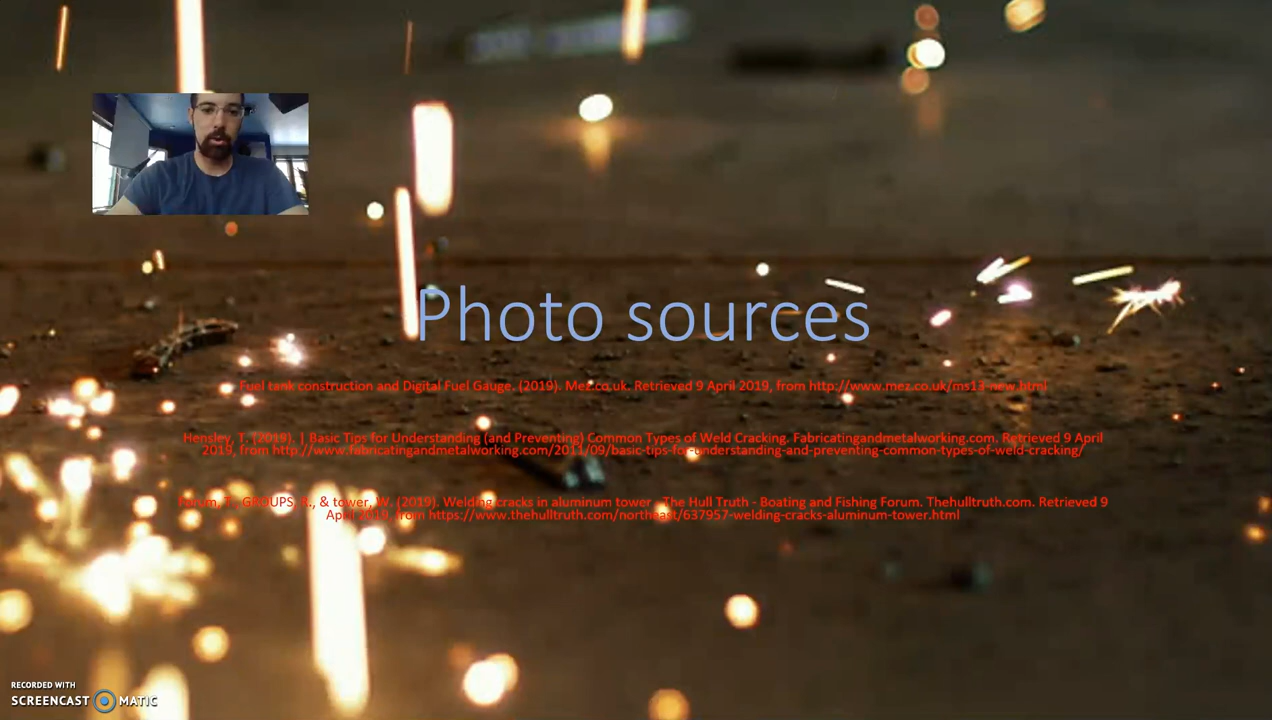 Photo sources
Fuel tank construction and Digital Fuel Gauge. (2019). Mez.co.uk. Retrieved 9 April 2019, from http://www.mez.co.uk/ms13-new.html
Hensley, T. (2019). | Basic Tips for Understanding (and Preventing) Common Types of Weld Cracking. Fabricatingandmetalworking.com. Retrieved 9 April
2019, from http://www.fabricatingandmetalworking.com/2011/09/basic-tips-for-understanding-and-preventing-common-types-of-weld-cracking/
Forum, T., GROUPS, R., & tower, W. (2019). Welding cracks in aluminum tower - The Hull Truth - Boating and Fishing Forum. Thehulltruth.com. Retrieved 9
April 2019, from https://www.thehulltruth.com/northeast/637957-welding-cracks-aluminum-tower.html
RECORDED WITH
SCREENCAST MATIC